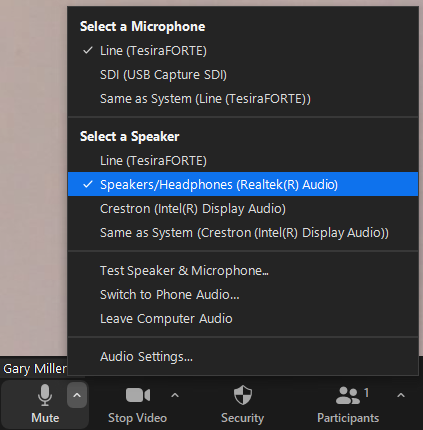 Select a Microphone
Line (TesiraFORTE)
SDI (USB Capture SDI)
Same as System (Line (TesiraFORTE))
Select a Speaker
Line (TesiraFORTE)
Speakers/Headphones (Realtek(R) Audio)
Crestron (Intel(R) Display Audio)
Same as System (Crestron (Intel(R) Display Audio))
Test Speaker & Microphone...
Switch to Phone Audio...
Leave Computer Audio
Audio Settings...
Gary Miller
1
Mute
Stop Video
Security
Participants